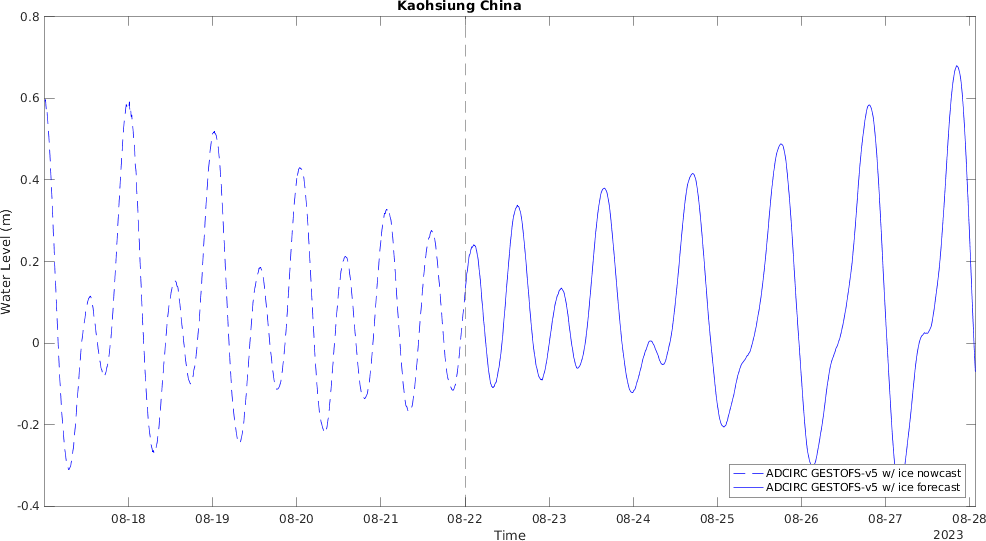 Kaohsiung China
Water Level (m)
0.8
0.6
0.4
0.2
0
-0.2
-0.4
08-18 08-19 08-20 08-21 08-22 08-23 08-24 08-25 08-26 08-27 08-28
Time
2023
ADCIRC GESTOFS-v5 w/ ice nowcast
ADCIRC GESTOFS-v5 w/ ice forecast